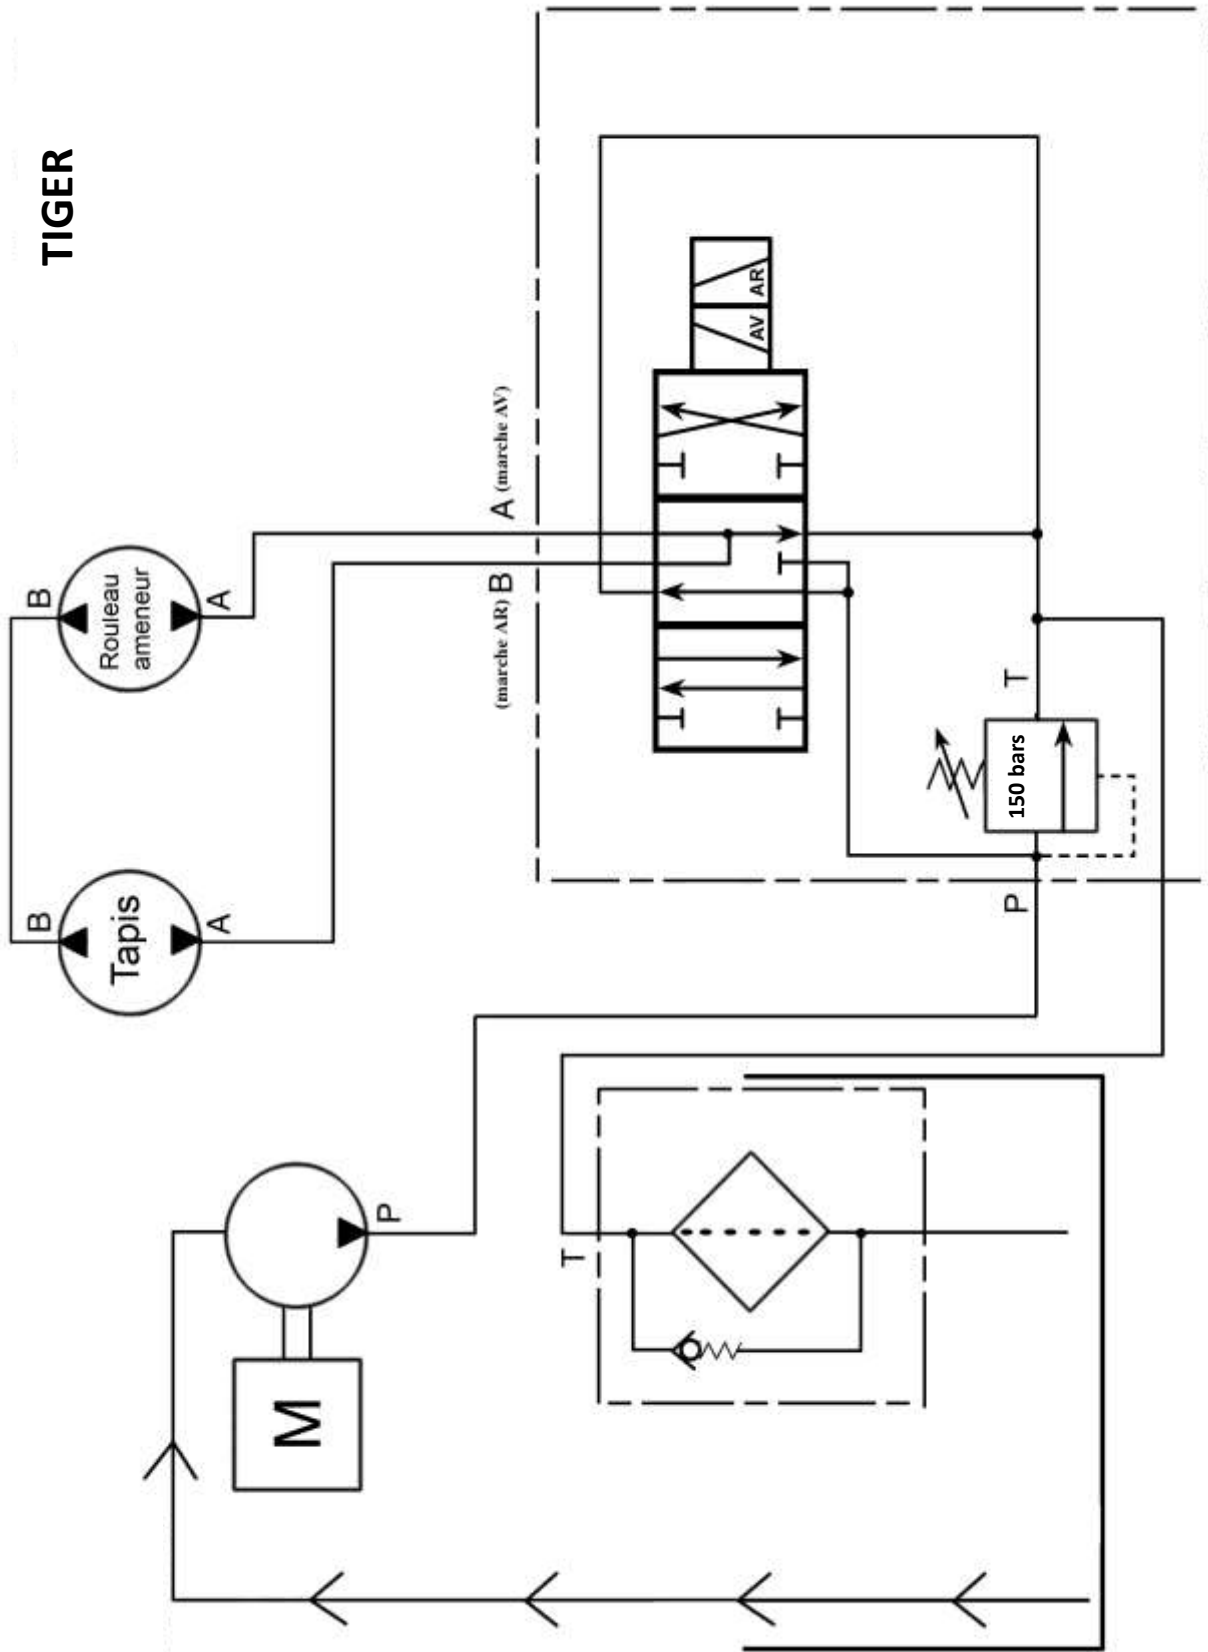 TIGER
B
Rouleau
ameneur
A
B
Tapis
A
A (marche AV)
(marche AR) B
AV
AR
T
150 bars
P
P
M
T